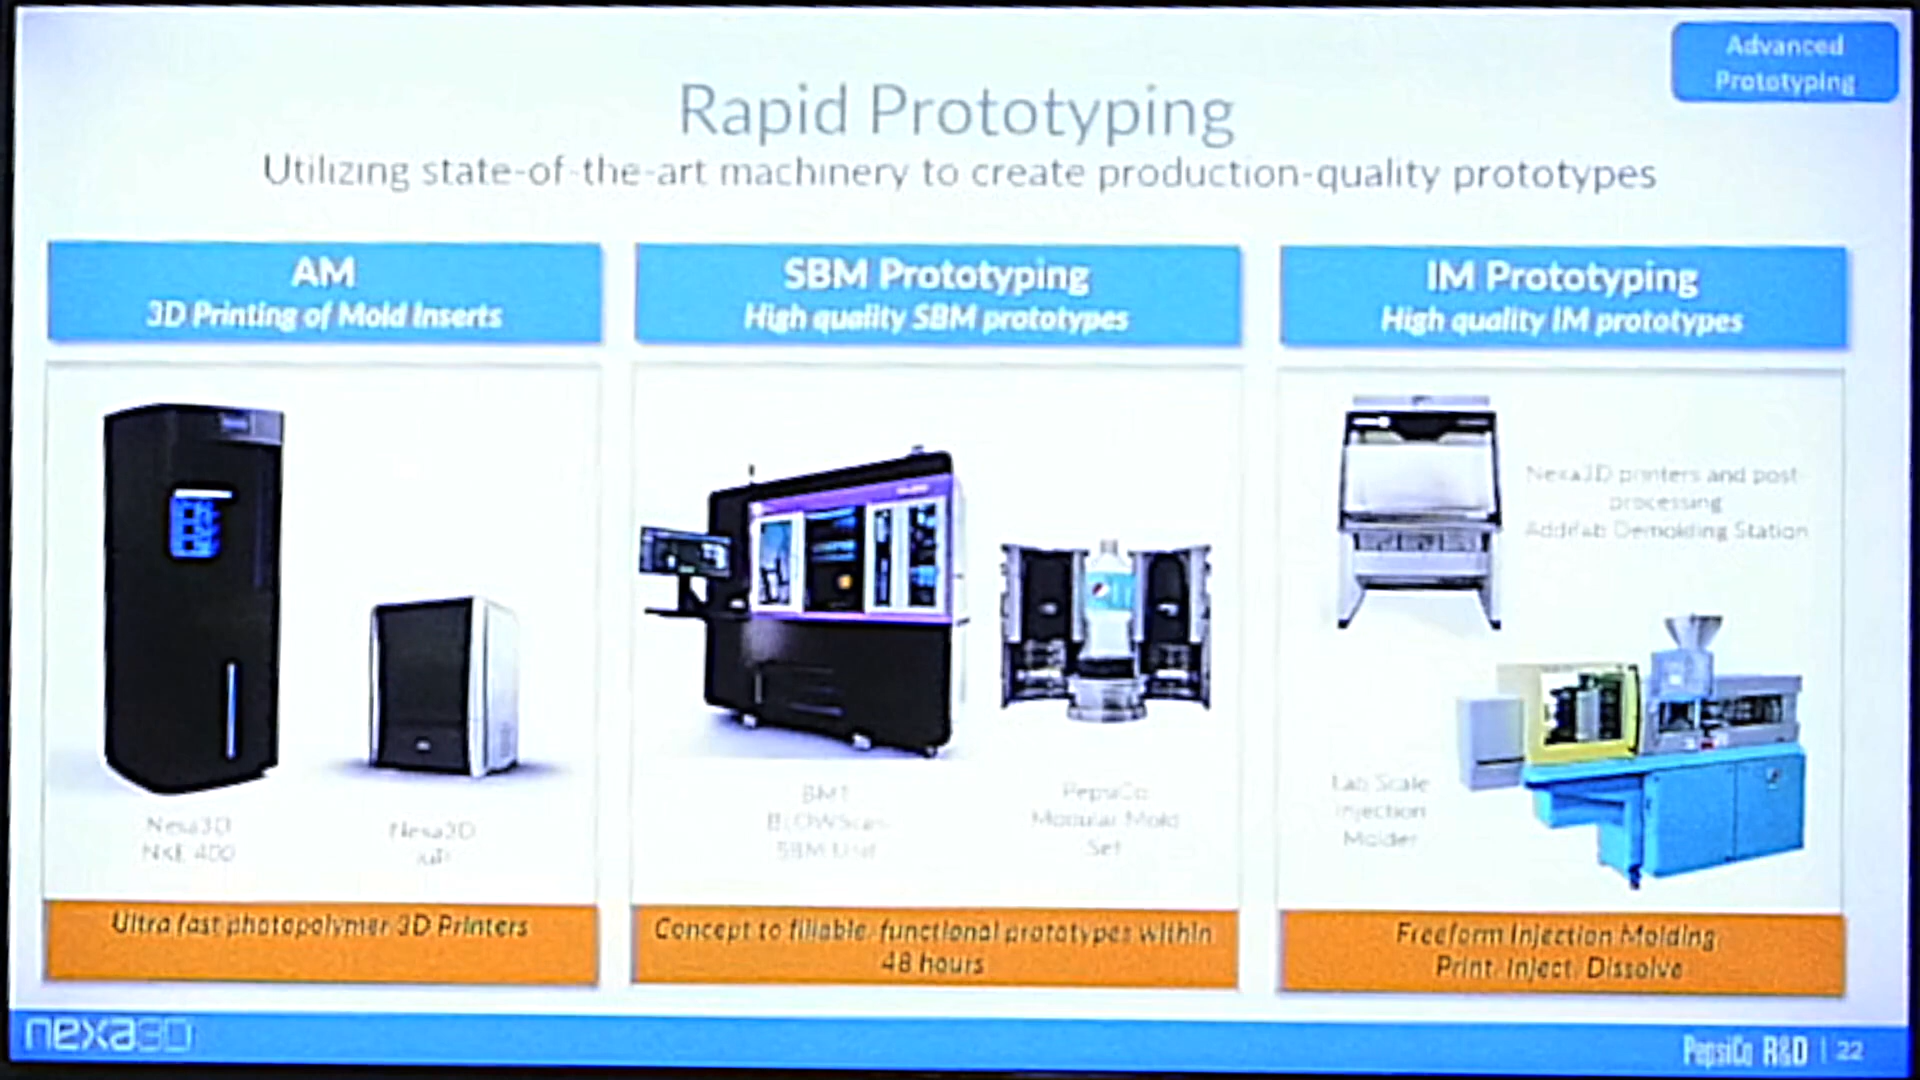 Advanced
Prototyping
Rapid Prototyping
Utilizing state-of-the-art machinery to create production-quality prototypes
AM
3D Printing of Mold Inserts
SBM Prototyping
High quality SBM prototypes
IM Prototyping
High quality IM prototypes
Nexa3D
NXE 400
Nexa3D
BLOWScan
SBM Unit
PepsiCo
Modular Mold
Set
Nexa3D printers and post-
processing
Addifab Demolding Station
Lab Scale
Injection
Molder
Ultra fast photopolymer 3D Printers
Concept to fillable, functional prototypes within
48 hours
Freeform Injection Molding
Print, Inject, Dissolve
nexa3D
PepsiCo R&D | 22